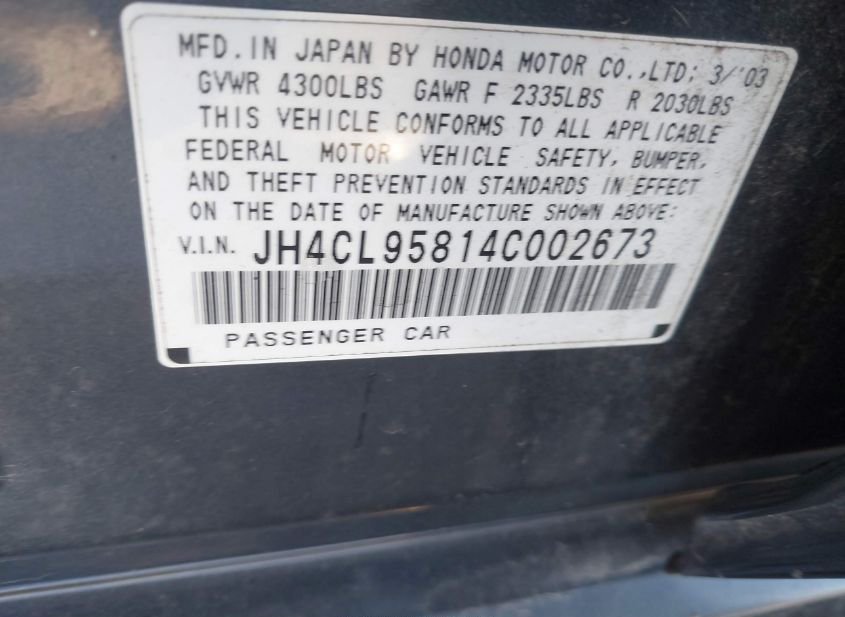 MFD. IN JAPAN BY HONDA MOTOR CO.,LTD; 3/'03
GVWR 4300LBS GAWR F 2335LBS R 2030LBS
THIS VEHICLE CONFORMS TO ALL APPLICABLE
FEDERAL MOTOR VEHICLE SAFETY, BUMPER,
AND THEFT PREVENTION STANDARDS IN EFFECT
ON THE DATE OF MANUFACTURE SHOWN ABOVE:
V.I.N. JH4CL95814C002673
PASSENGER CAR